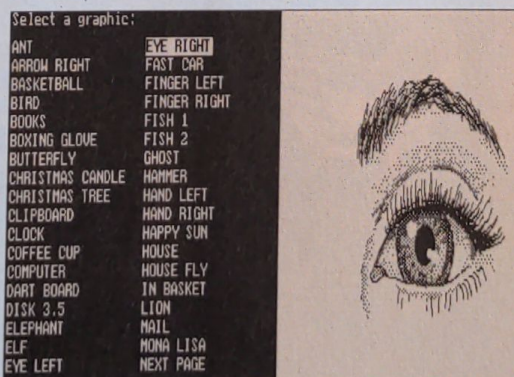 Select a graphic:
ANT
ARROW RIGHT
BASKETBALL
BIRD
BOOKS
BOXING GLOVE
BUTTERFLY
CHRISTMAS CANDLE
CHRISTMAS TREE
CLIPBOARD
CLOCK
COFFEE CUP
COMPUTER
DART BOARD
DISK 3.5
ELEPHANT
ELF
EYE LEFT
EYE RIGHT
FAST CAR
FINGER LEFT
FINGER RIGHT
FISH 1
FISH 2
GHOST
HAMMER
HAND LEFT
HAND RIGHT
HAPPY SUN
HOUSE
HOUSE FLY
IN BASKET
LION
MAIL
MONA LISA
NEXT PAGE